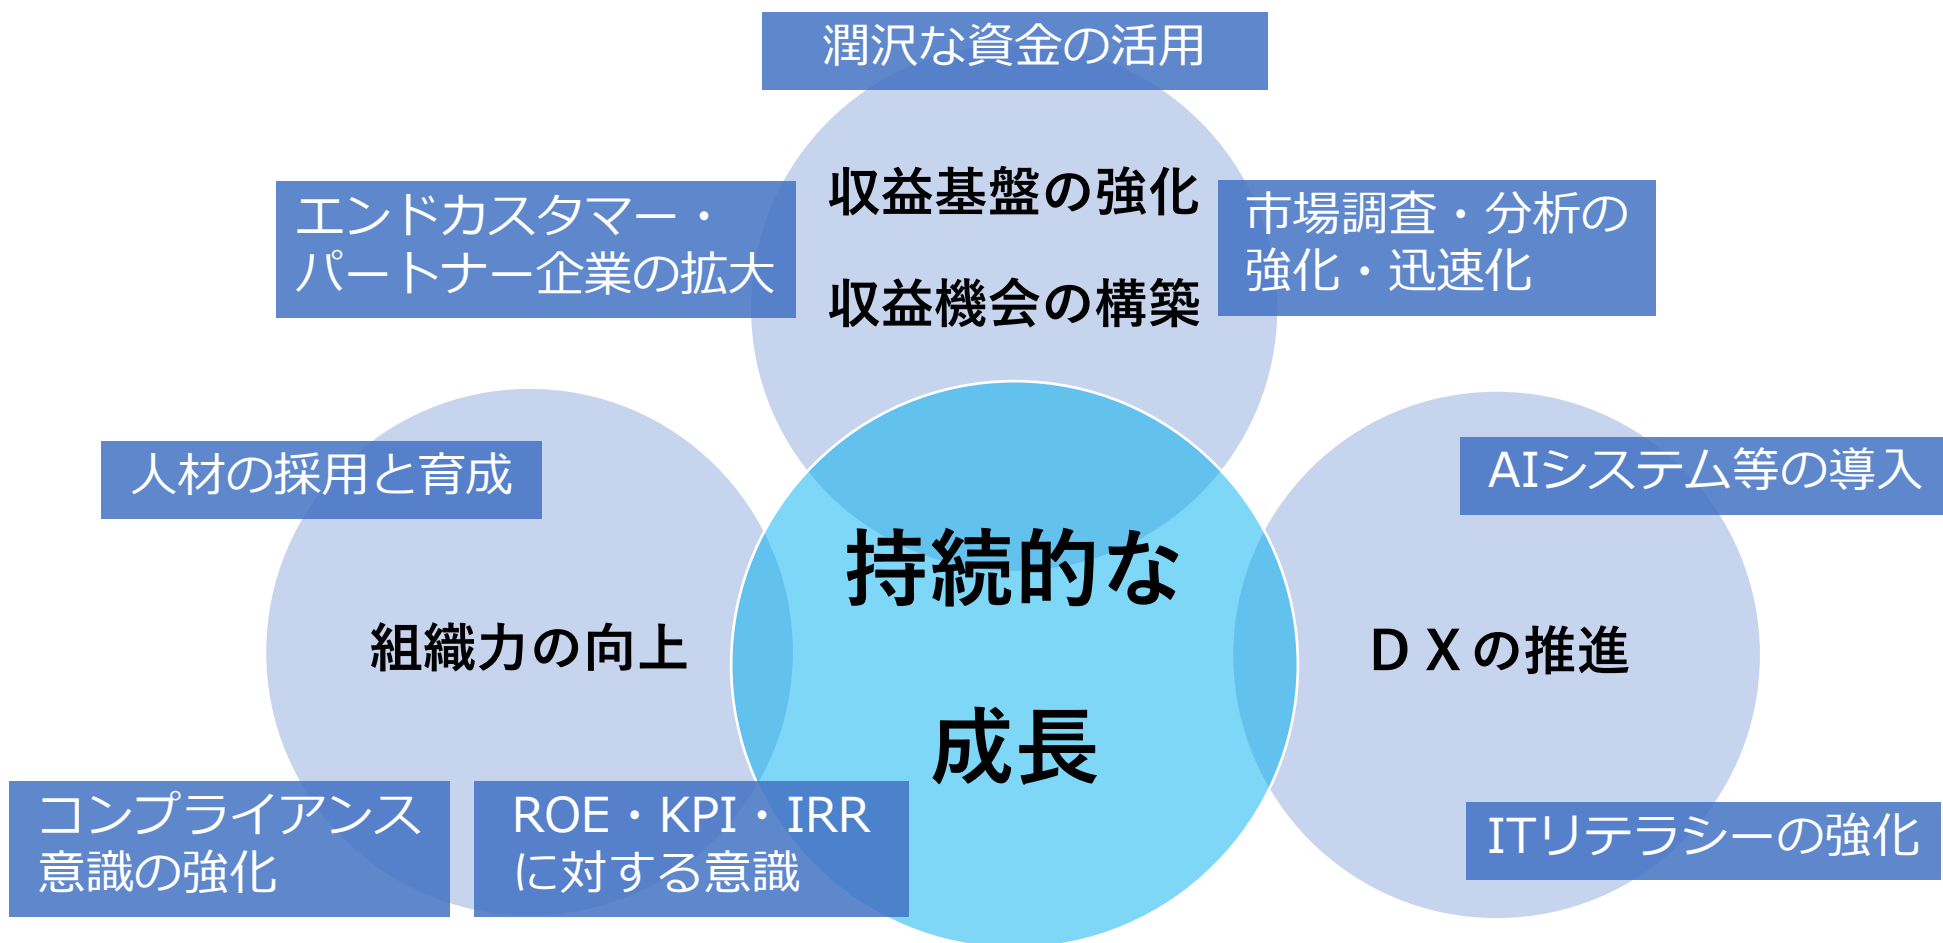 潤沢な資金の活用
収益基盤の強化
収益機会の構築
エンドカスタマー・
パートナー企業の拡大
市場調査・分析の
強化・迅速化
人材の採用と育成
組織力の向上
コンプライアンス
意識の強化
ROE・KPI・IRR
に対する意識
持続的な
成長
AIシステム等の導入
ＤＸの推進
ITリテラシーの強化